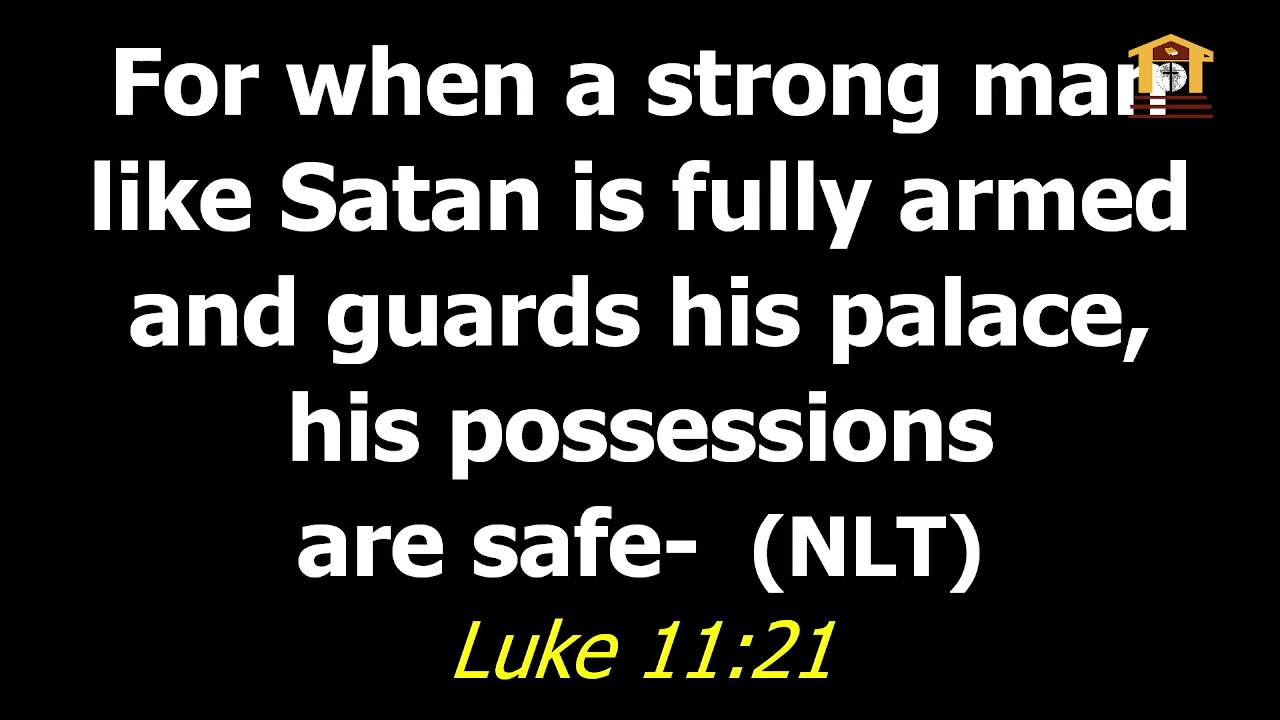 For when a strong man
like Satan is fully armed
and guards his palace,
his possessions
are safe- (NLT)
Luke 11:21